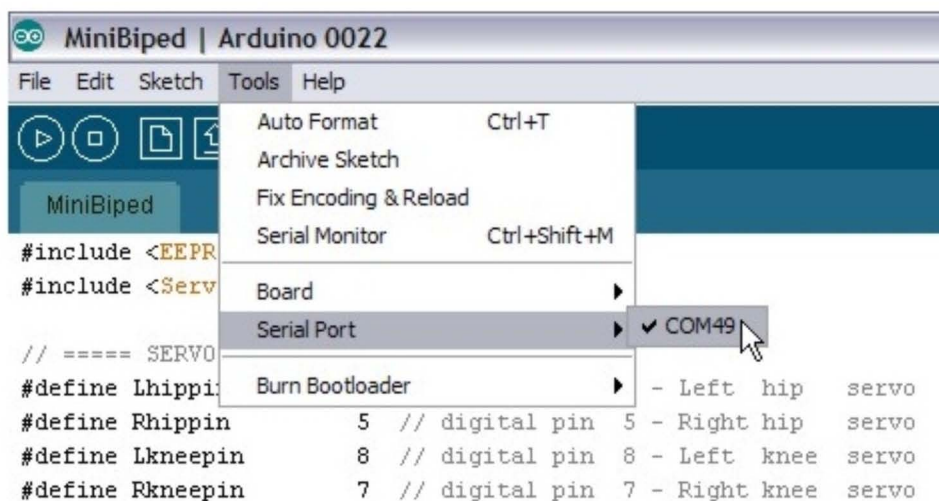 MiniBiped | Arduino 0022
File Edit Sketch Tools Help
Auto Format Ctrl+T
Archive Sketch
Fix Encoding & Reload
Serial Monitor Ctrl+Shift+M
Board
Serial Port
COM49
Burn Bootloader
MiniBiped
#include <EEPR
#include <Serv
// ===== SERVO
#define Lhippi - Left hip servo
#define Rhippin 5 // digital pin 5 - Right hip servo
#define Lkneepin 8 // digital pin 8 - Left knee servo
#define Rkneepin 7 // digital pin 7 - Right knee servo